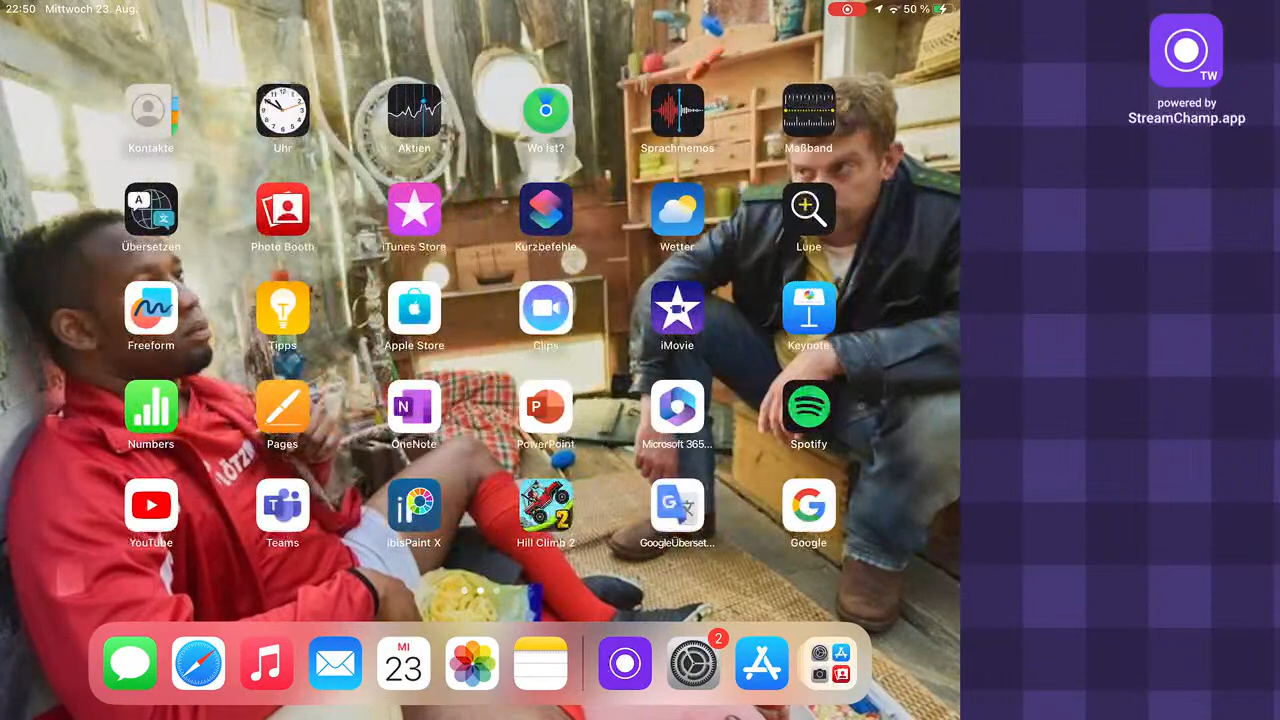 22:50 Mittwoch 23. Aug.
50 %
TW
powered by
StreamChamp.app
Kontakte
Uhr
Aktien
Wo ist?
Sprachmemos
Maßband
Übersetzen
Photo Booth
iTunes Store
Kurzbefehle
Wetter
Lupe
Freeform
Tipps
Apple Store
Clips
iMovie
Keynote
Numbers
Pages
OneNote
PowerPoint
Microsoft 365...
Spotify
YouTube
Teams
ibisPaint X
Hill Climb 2
GoogleÜberset...
Google
2
MI
23